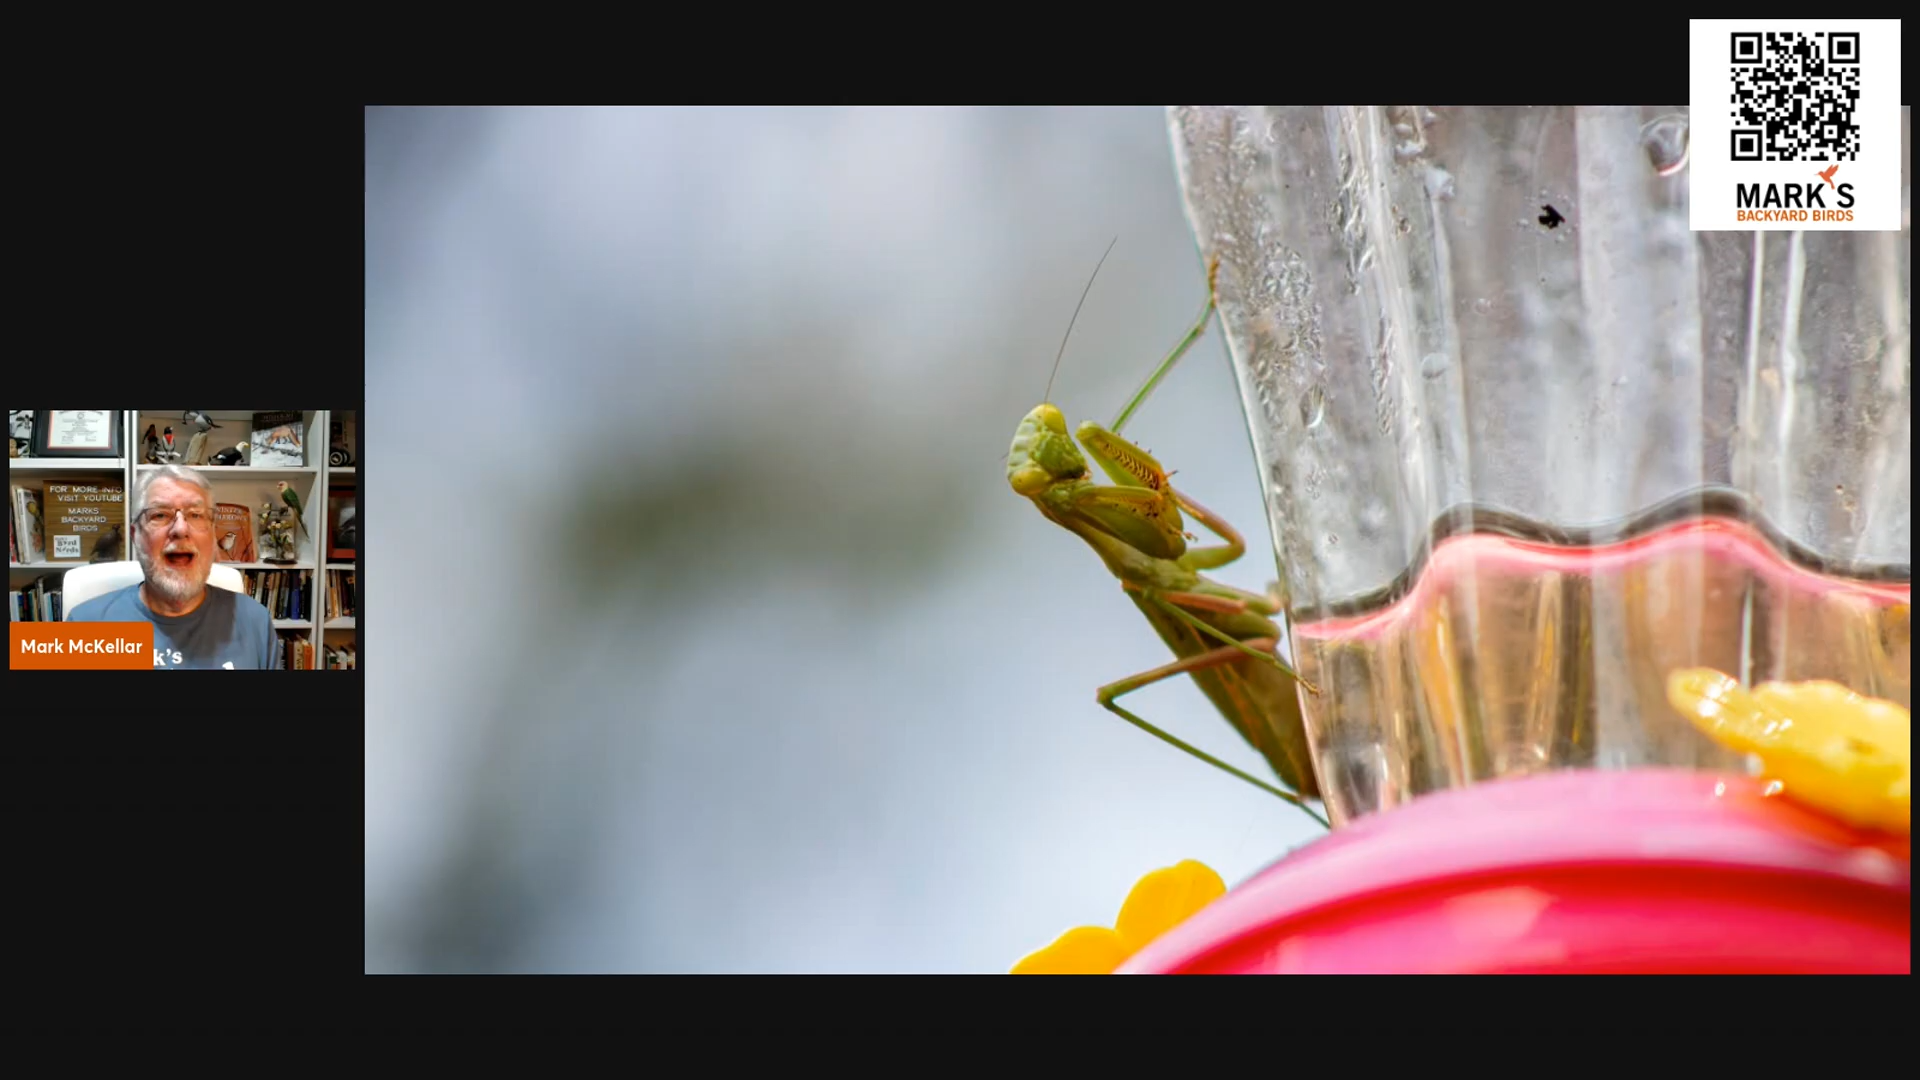 MARK'S
BACKYARD BIRDS
FOR MORE INFO
VISIT YOUTUBE
MARKS
BACKYARD
BIRDS
Mark McKellar
k's